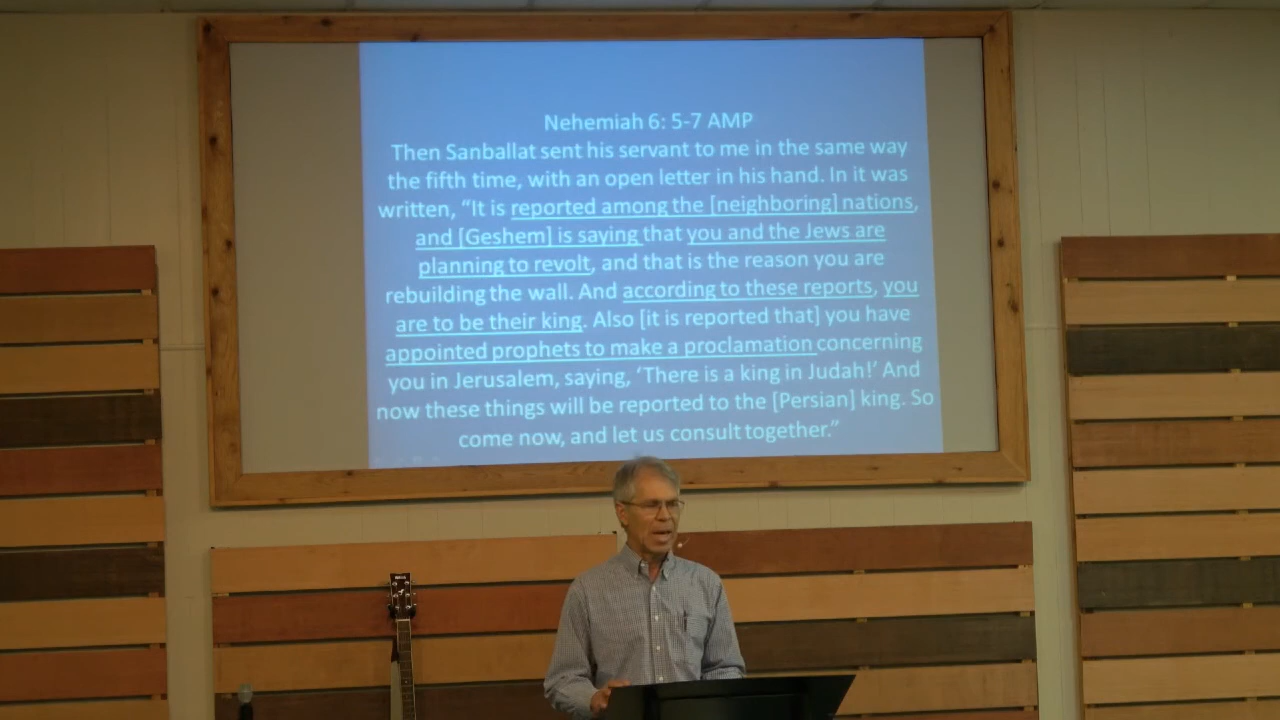 Nehemiah 6: 5-7 AMP
Then Sanballat sent his servant to me in the same way
the fifth time, with an open letter in his hand. In it was
written, “It is reported among the [neighboring] nations,
and [Geshem] is saying that you and the Jews are
planning to revolt, and that is the reason you are
rebuilding the wall. And according to these reports, you
are to be their king. Also [it is reported that] you have
appointed prophets to make a proclamation concerning
you in Jerusalem, saying, ‘There is a king in Judah!’ And
now these things will be reported to the [Persian] king. So
come now, and let us consult together.”